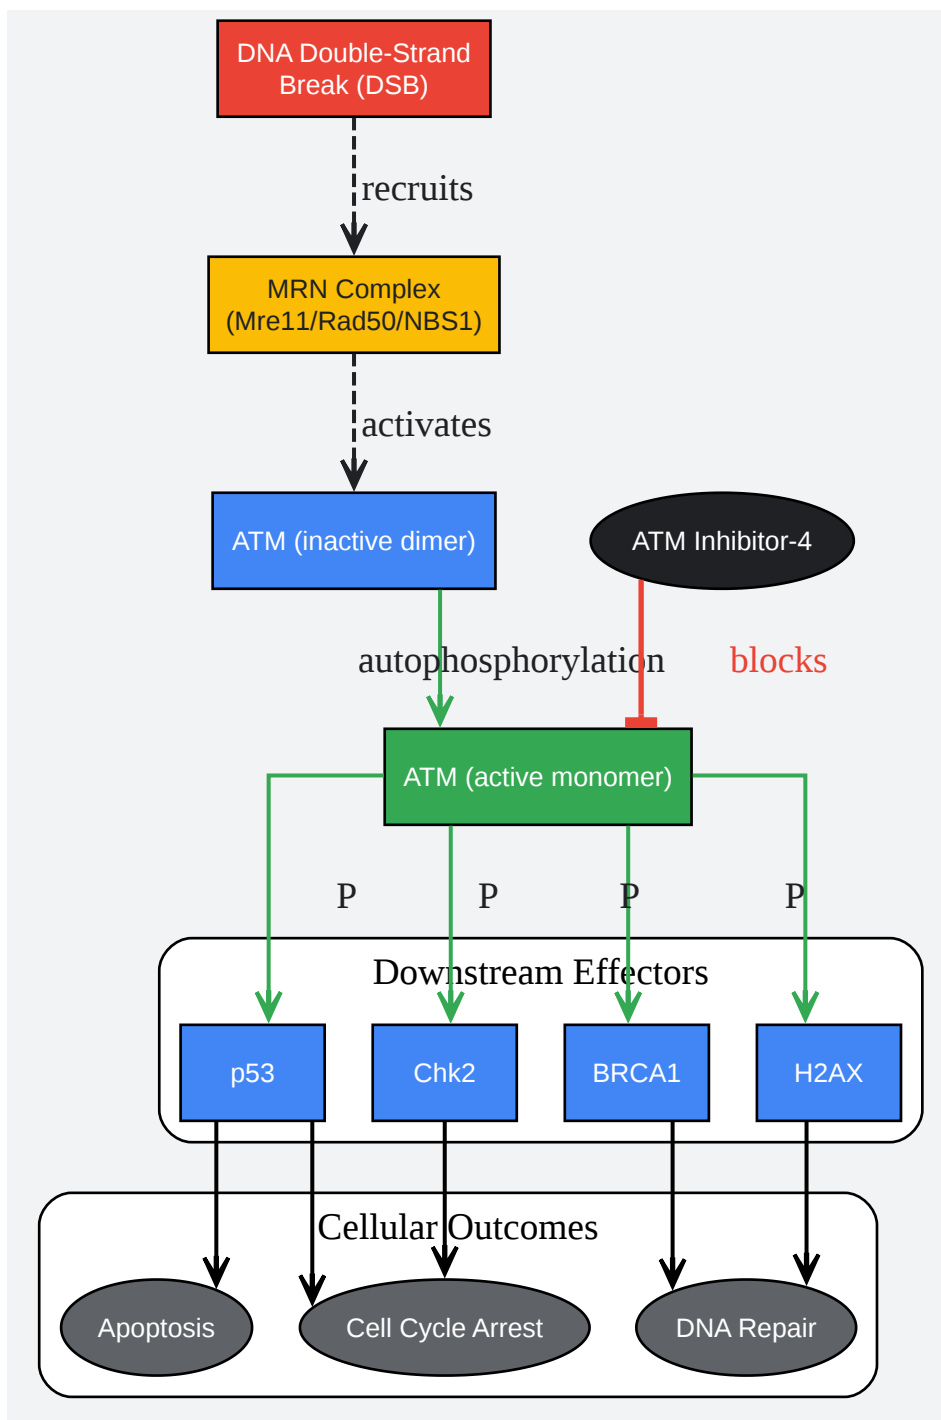 DNA Double-Strand
Break (DSB)
recruits
MRN Complex
(Mre11/Rad50/NBS1)
activates
ATM (inactive dimer)
ATM Inhibitor-4
autophosphorylation
blocks
ATM (active monomer)
P
P
P
P
Downstream Effectors
p53
Chk2
BRCA1
H2AX
Cellular Outcomes
Apoptosis
Cell Cycle Arrest
DNA Repair